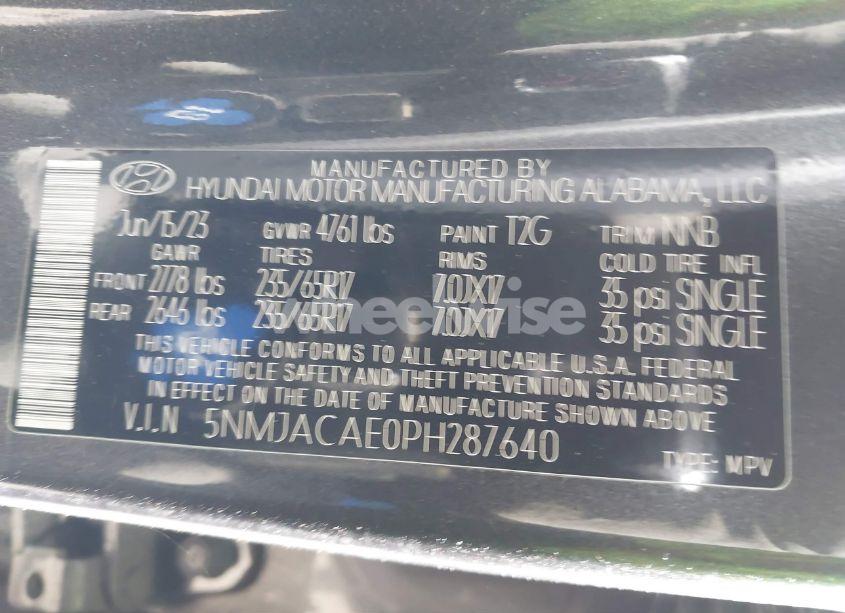 MANUFACTURED BY
HYUNDAI MOTOR MANUFACTURING ALABAMA, LLC
Jun/15/23 GVWR 4761 lbs PAINT T2G TRIM NNB
GAWR TIRES RIMS COLD TIRE INFL
FRONT 2778 lbs 235/65R17 7.0JX17 35 psi SINGLE
REAR 2646 lbs 235/65R17 7.0JX17 35 psi SINGLE
THIS VEHICLE CONFORMS TO ALL APPLICABLE U.S.A. FEDERAL
MOTOR VEHICLE SAFETY AND THEFT PREVENTION STANDARDS
IN EFFECT ON THE DATE OF MANUFACTURE SHOWN ABOVE
V.I.N 5NMJACAE0PH287640
TYPE: MPV